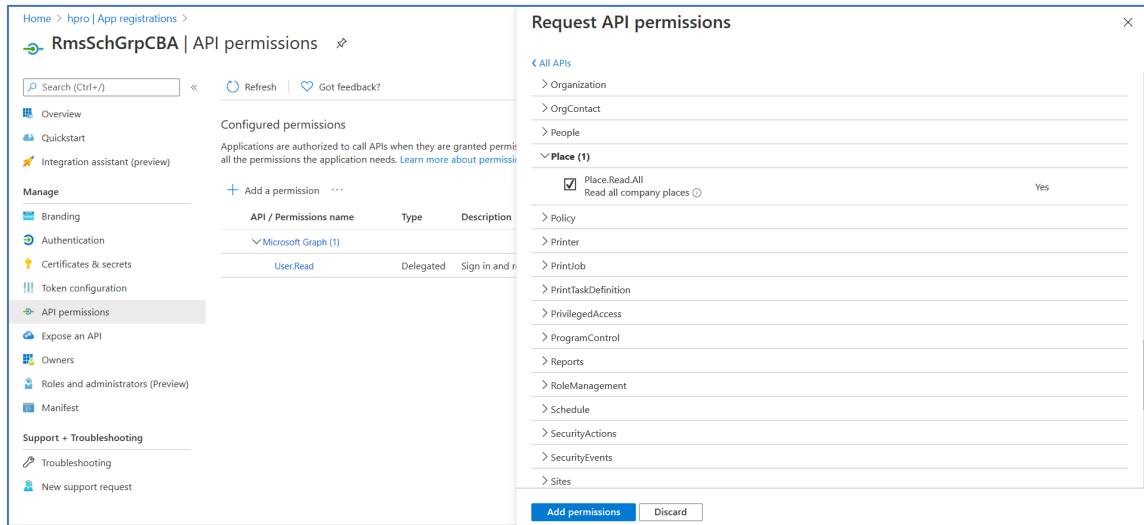 Home > hpro | App registrations >
RmsSchGrpCBA | API permissions
Search (Ctrl+/)
«
Overview
Quickstart
Integration assistant (preview)
Manage
Branding
Authentication
Certificates & secrets
Token configuration
API permissions
Expose an API
Owners
Roles and administrators (Preview)
Manifest
Support + Troubleshooting
Troubleshooting
New support request
Refresh
Got feedback?
Configured permissions
Applications are authorized to call APIs when they are granted permis
all the permissions the application needs. Learn more about permissi
+ Add a permission ···
API / Permissions name Type Description
Microsoft Graph (1)
User.Read Delegated Sign in and r
Request API permissions
All APIs
Organization
OrgContact
People
Place (1)
Place.Read.All
Read all company places
Yes
Policy
Printer
PrintJob
PrintTaskDefinition
PrivilegedAccess
ProgramControl
Reports
RoleManagement
Schedule
SecurityActions
SecurityEvents
Sites
Add permissions
Discard